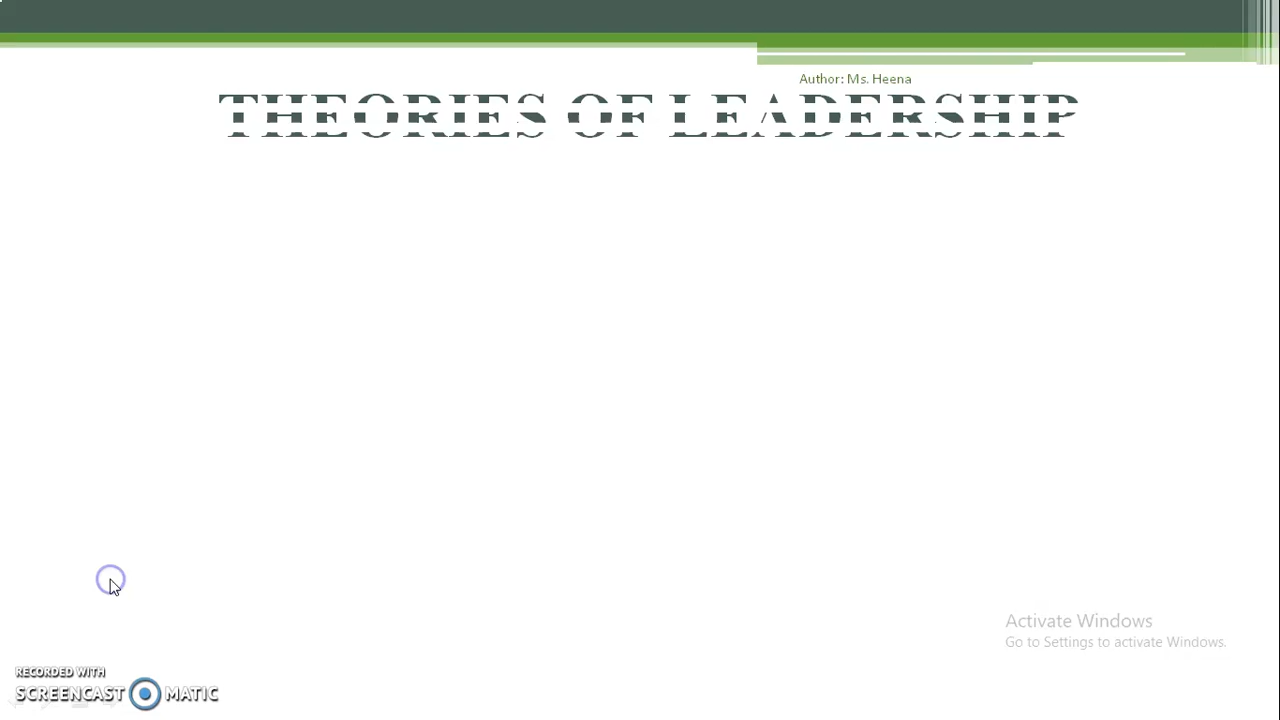 Author: Ms. Heena
THEORIES OF LEADERSHIP
Activate Windows
Go to Settings to activate Windows.
RECORDED WITH
SCREENCAST MATIC